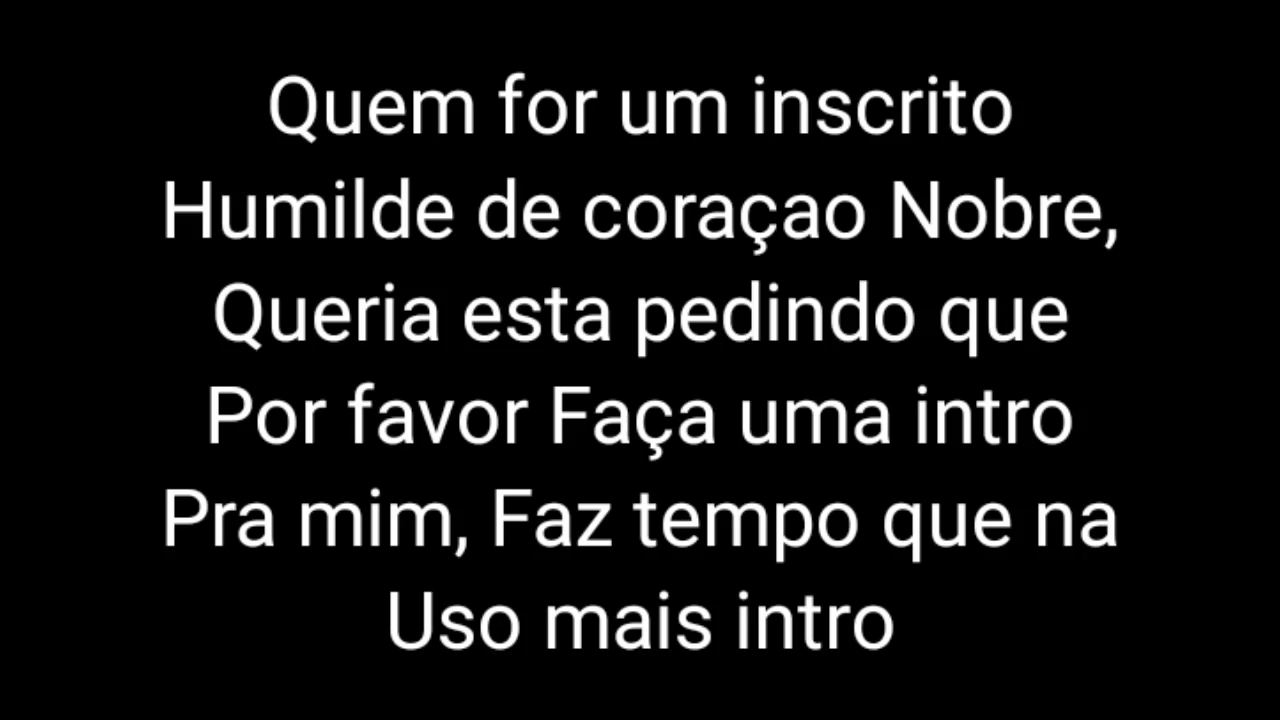 Quem for um inscrito
Humilde de coraçao Nobre,
Queria esta pedindo que
Por favor Faça uma intro
Pra mim, Faz tempo que na
Uso mais intro